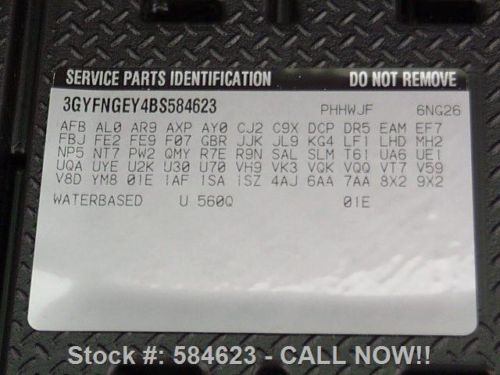 SERVICE PARTS IDENTIFICATION DO NOT REMOVE
3GYFNGEY4BS584623 PHHWJF 6NG26
AFB AL0 AR9 AXP AY0 CJ2 C9X DCP DR5 EAM EF7
FBJ FE2 FE9 F07 GBR JJK JL9 KG4 LF1 LHD MH2
NP5 NT7 PW2 QMY R7E R9N SAL SLM T61 UA6 UE1
UQA UYE U2K U30 U70 VH9 VK3 VQK VQQ VT7 V59
V8D YM8 01E 1AF 1SA 1SZ 4AJ 6AA 7AA 8X2 9X2
WATERBASED U 560Q 01E
Stock #: 584623 - CALL NOW!!